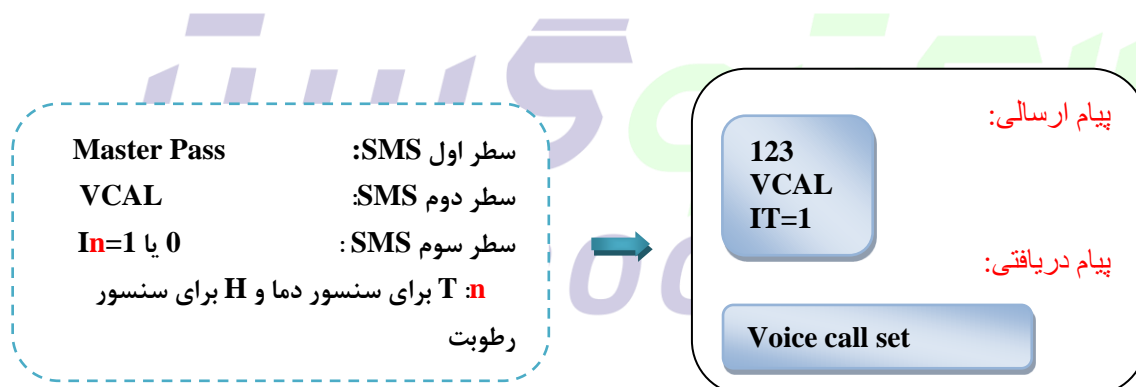 سطر اول SMS: Master Pass
سطر دوم SMS: VCAL
سطر سوم SMS : In=1 یا 0
n: T برای سنسور دما و H برای سنسور
رطوبت
پیام ارسالی:
123
VCAL
IT=1
پیام دریافتی:
Voice call set